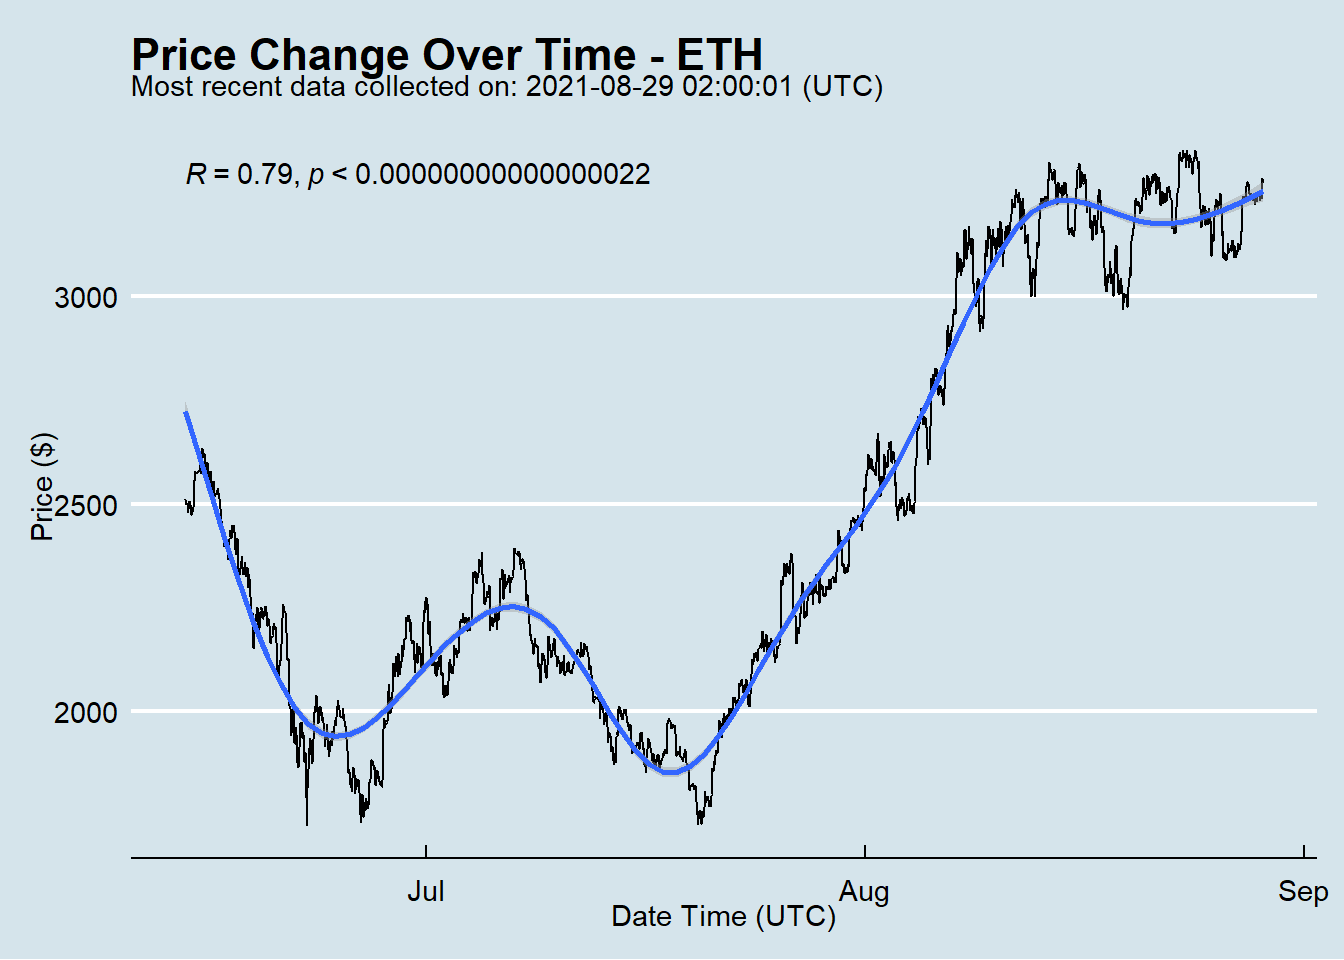 Price Change Over Time - ETH
Most recent data collected on: 2021-08-29 02:00:01 (UTC)
R = 0.79, p < 0.00000000000000022
3000
2500
2000
Price ($)
Jul
Aug
Sep
Date Time (UTC)